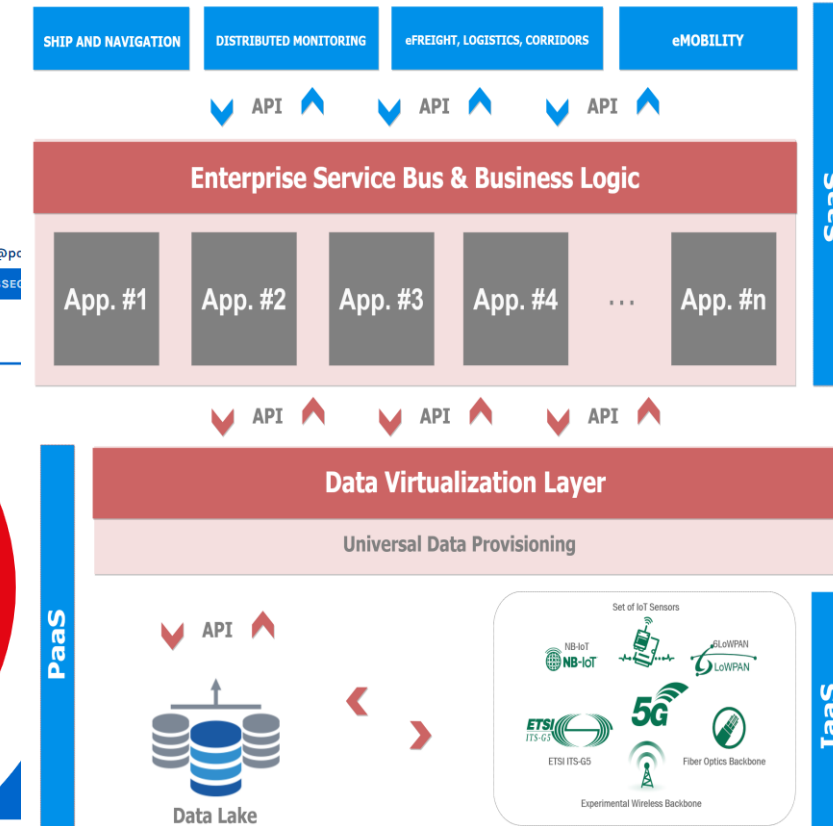 SHIP AND NAVIGATION
DISTRIBUTED MONITORING
eFREIGHT, LOGISTICS, CORRIDORS
eMOBILITY
API
API
API
SaaS
Enterprise Service Bus & Business Logic
App. #1
App. #2
App. #3
App. #4
...
App. #n
API
API
API
Data Virtualization Layer
Universal Data Provisioning
PaaS
API
Data Lake
Set of IoT Sensors
NB-IoT
NB-IoT
6LoWPAN
6LoWPAN
5G
ETSI
ITS-G5
ETSI ITS-G5
Fiber Optics Backbone
Experimental Wireless Backbone
IaaS